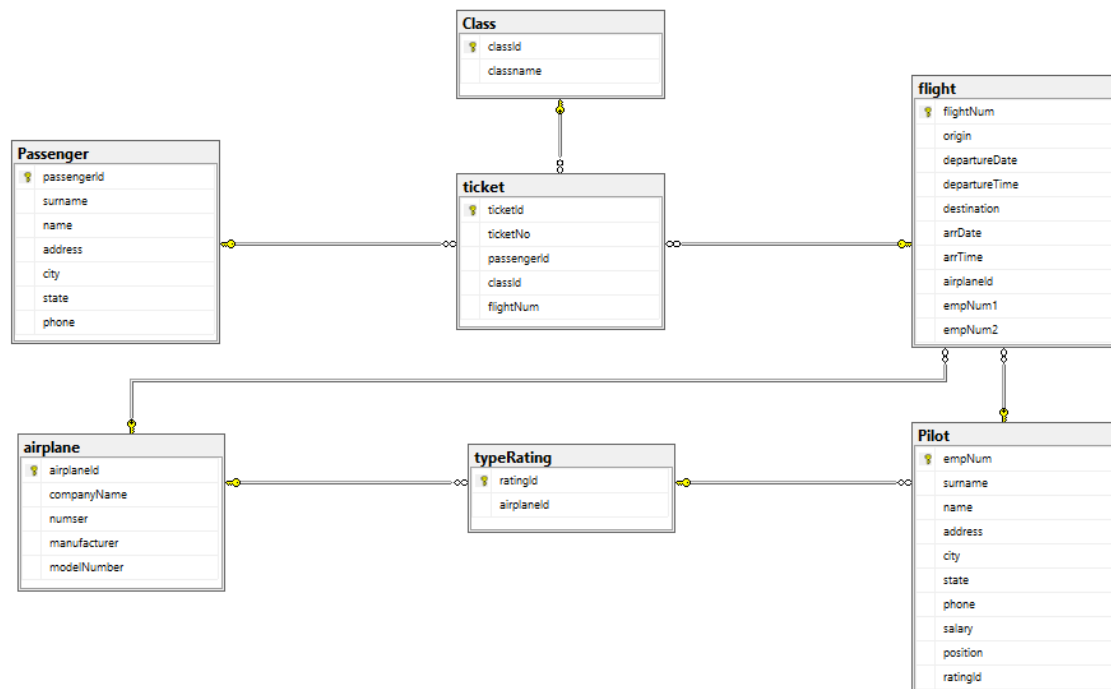 Class
classId
classname
flight
flightNum
origin
departureDate
departureTime
destination
arrDate
arrTime
airplaneId
empNum1
empNum2
Passenger
passengerId
surname
name
address
city
state
phone
ticket
ticketId
ticketNo
passengerId
classId
flightNum
airplane
airplaneId
companyName
numser
manufacturer
modelNumber
typeRating
ratingId
airplaneId
Pilot
empNum
surname
name
address
city
state
phone
salary
position
ratingId